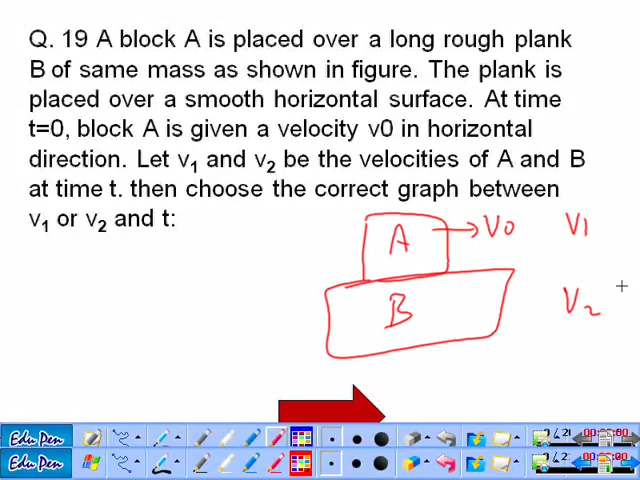 Q. 19 A block A is placed over a long rough plank
B of same mass as shown in figure. The plank is
placed over a smooth horizontal surface. At time
t=0, block A is given a velocity v0 in horizontal
direction. Let v₁ and v₂ be the velocities of A and B
at time t. then choose the correct graph between
v₁ or v₂ and t:
A V0 V1
B V2
Edu Pen
Edu Pen